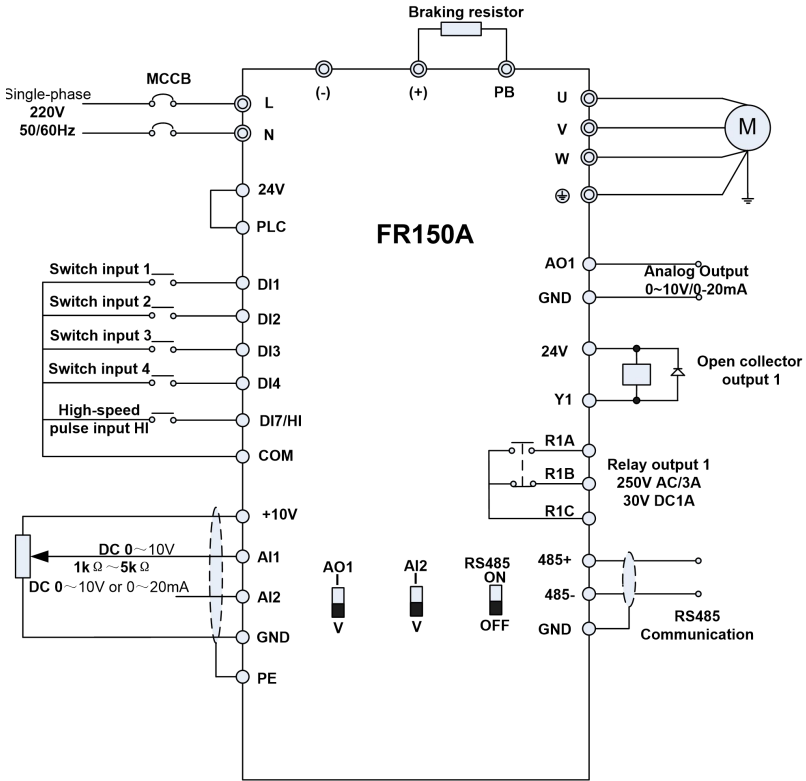 Braking resistor
MCCB
Single-phase
220V
50/60Hz
L
N
(-)
(+)
PB
U
V
W
M
24V
PLC
FR150A
Switch input 1
DI1
Switch input 2
DI2
Switch input 3
DI3
Switch input 4
DI4
High-speed
pulse input HI
DI7/HI
COM
AO1
GND
Analog Output
0~10V/0-20mA
24V
Y1
Open collector
output 1
R1A
R1B
R1C
Relay output 1
250V AC/3A
30V DC1A
+10V
DC 0～10V
AI1
1kΩ～5kΩ
DC 0～10V or 0～20mA
AI2
GND
PE
AO1
I
V
AI2
I
V
RS485
ON
OFF
485+
485-
GND
RS485
Communication